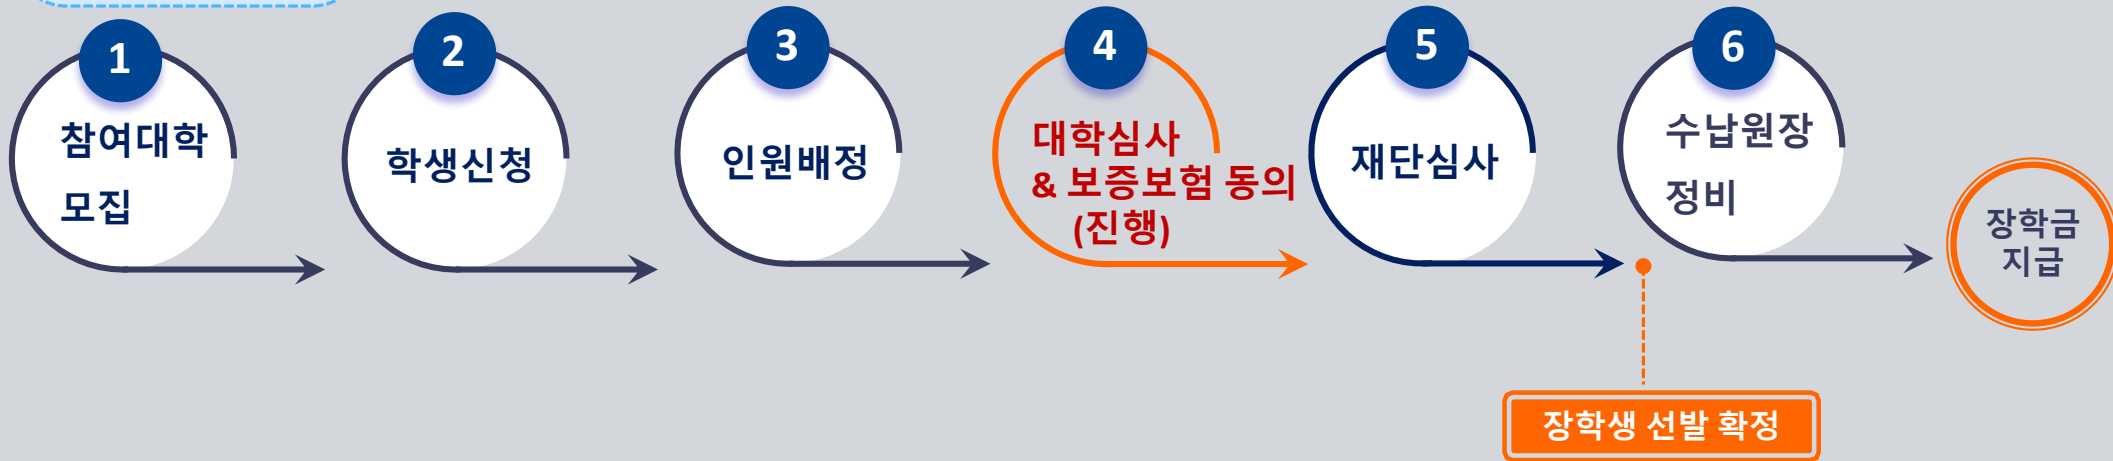 1
참여대학
모집
2
학생신청
3
인원배정
4
대학심사
& 보증보험 동의
(진행)
5
재단심사
6
수납원장
정비
장학금
지급
장학생 선발 확정